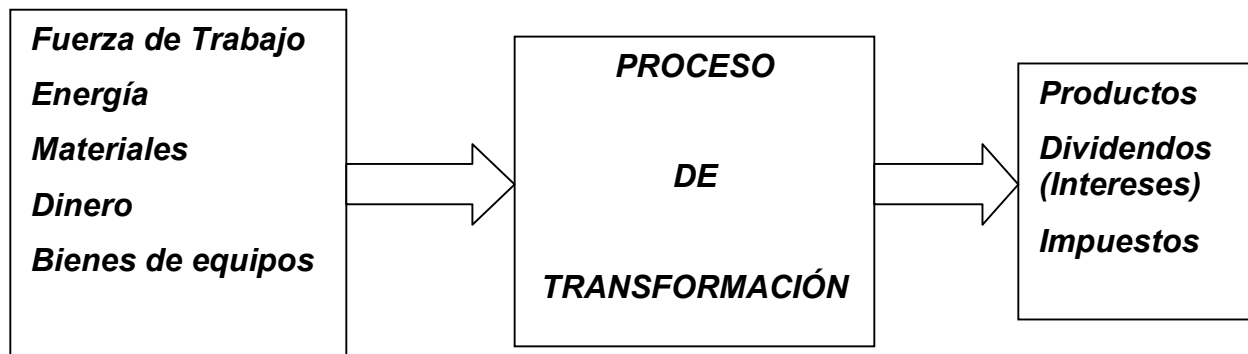 Fuerza de Trabajo
Energía
Materiales
Dinero
Bienes de equipos
PROCESO
DE
TRANSFORMACIÓN
Productos
Dividendos
(Intereses)
Impuestos